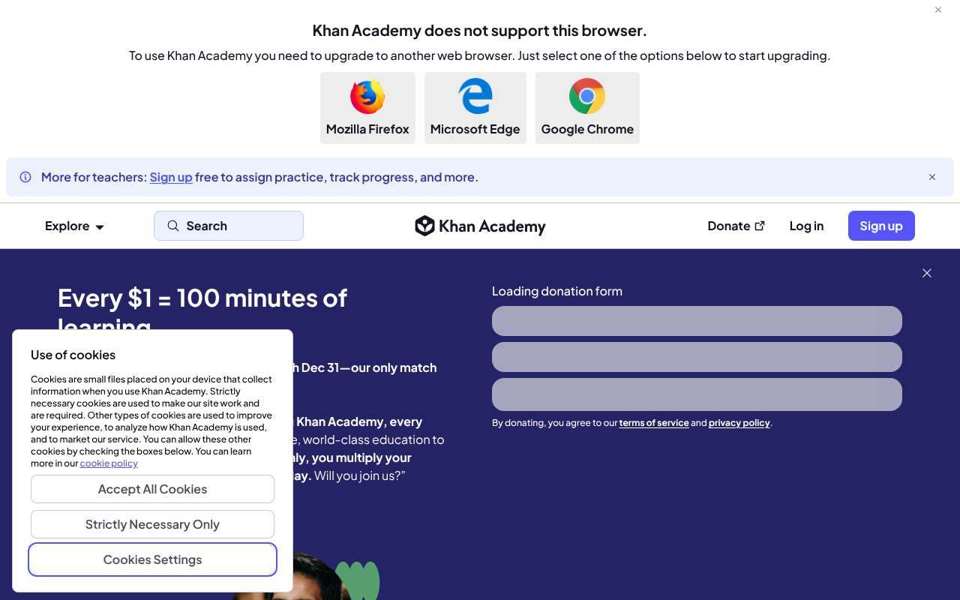 Khan Academy does not support this browser.
To use Khan Academy you need to upgrade to another web browser. Just select one of the options below to start upgrading.
Mozilla Firefox
Microsoft Edge
Google Chrome
More for teachers: Sign up free to assign practice, track progress, and more.
Explore
Search
Khan Academy
Donate
Log in
Sign up
Every $1 = 100 minutes of
learning
h Dec 31—our only match
Khan Academy, every
e, world-class education to
nly, you multiply your
ay. Will you join us?"
Loading donation form
By donating, you agree to our terms of service and privacy policy.
Use of cookies
Cookies are small files placed on your device that collect
information when you use Khan Academy. Strictly
necessary cookies are used to make our site work and
are required. Other types of cookies are used to improve
your experience, to analyze how Khan Academy is used,
and to market our service. You can allow these other
cookies by checking the boxes below. You can learn
more in our cookie policy
Accept All Cookies
Strictly Necessary Only
Cookies Settings